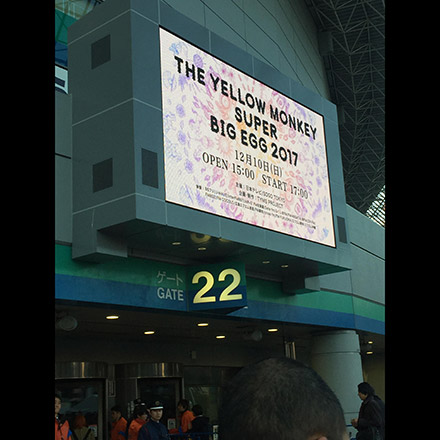 THE YELLOW MONKEY
SUPER
BIG EGG 2017
12月10日(日)
OPEN 15:00 START 17:00
ゲート
GATE 22